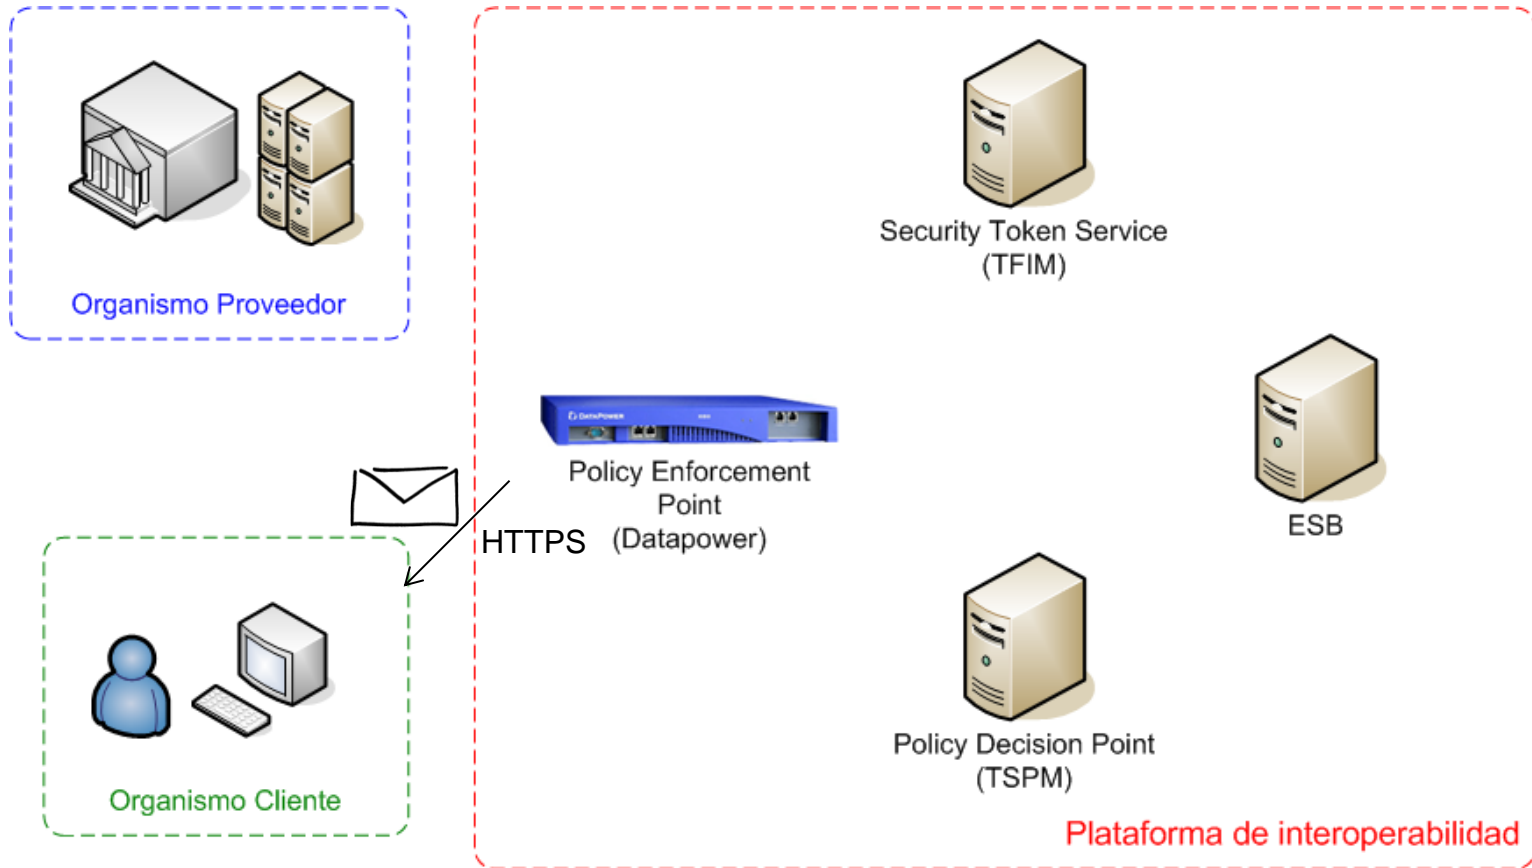 Organismo Proveedor
Security Token Service
(TFIM)
DATAPOWER
Policy Enforcement
Point
(Datapower)
HTTPS
ESB
Organismo Cliente
Policy Decision Point
(TSPM)
Plataforma de interoperabilidad